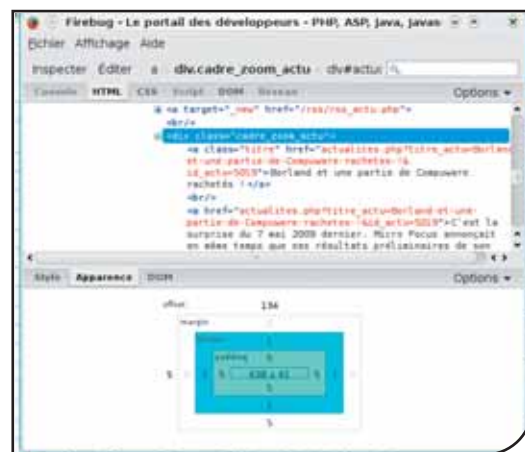 Firebug - Le portail des développeurs - PHP, ASP, Java, Javas
Fichier Affichage Aide
Inspecter Éditer a div.cadre_zoom_actu div#actu
Console HTML CSS Script DOM Réseau Options
<a target="_new" href="/rss/rss_actu.php">
<br/>
<div class="cadre_zoom_actu">
<a class="titre" href="actualites.php?titre_actu=Borland
et-une-partie-de-Compuware-rachetes-!&
id_actu=5019">Borland et une partie de Compuware
rachetés !</a>
<br/>
<a href="actualites.php?titre_actu=Borland-et-une-
partie-de-Compuware-rachetes-!&id_actu=5019">C'est la
surprise du 7 mai 2009 dernier. Micro Focus annonçait
en même temps que ses résultats préliminaires de son
Style Apparence DOM Options
offset 134
margin
padding 5
5 5 438 x 41 5
5
5